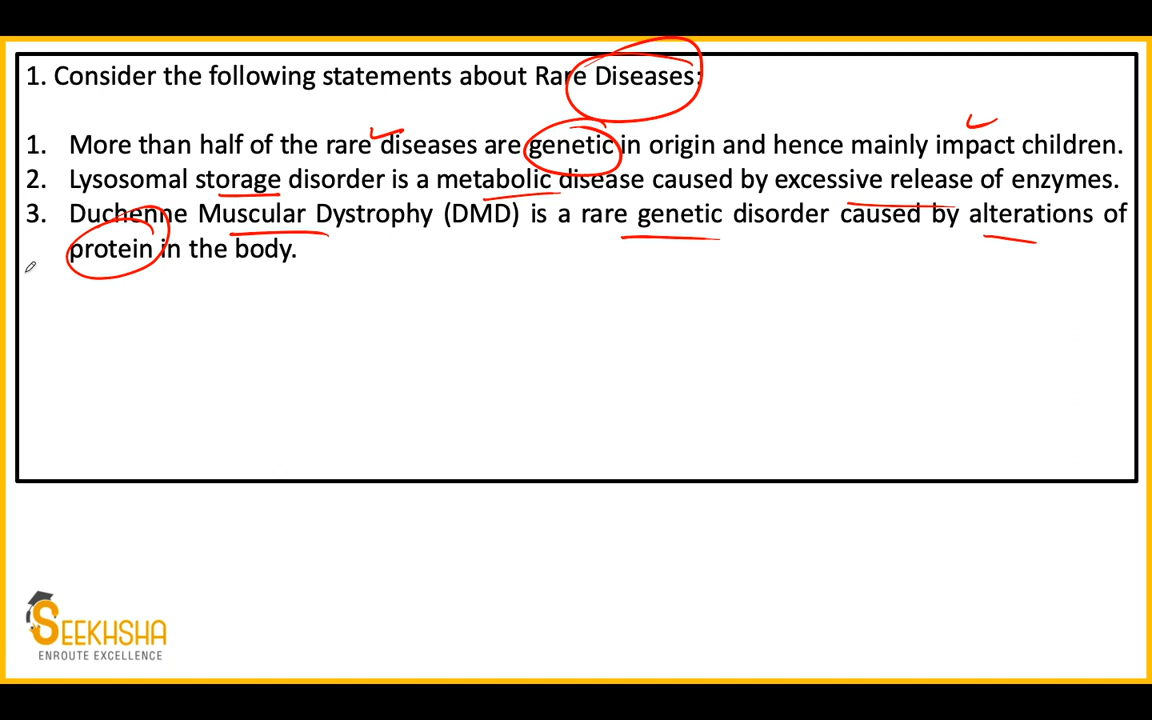 1. Consider the following statements about Rare Diseases:
1. More than half of the rare diseases are genetic in origin and hence mainly impact children.
2. Lysosomal storage disorder is a metabolic disease caused by excessive release of enzymes.
3. Duchenne Muscular Dystrophy (DMD) is a rare genetic disorder caused by alterations of
protein in the body.
SEEKHSHA
ENROUTE EXCELLENCE